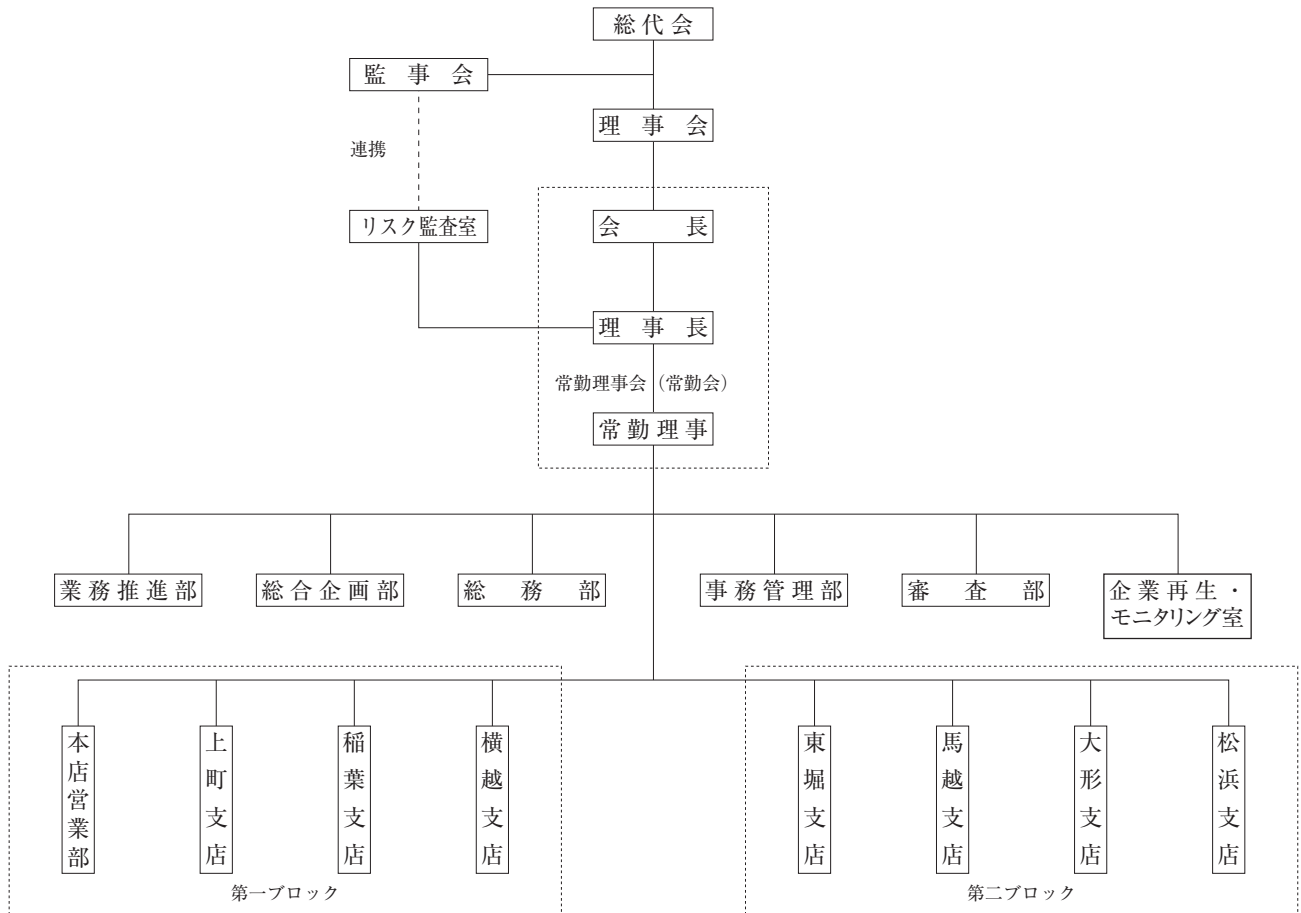 総代会
監事会
理事会
連携
リスク監査室
会長
理事長
常勤理事会（常勤会）
常勤理事
業務推進部
総合企画部
総務部
事務管理部
審査部
企業再生・
モニタリング室
本店営業部
上町支店
稲葉支店
横越支店
第一ブロック
東堀支店
馬越支店
大形支店
松浜支店
第二ブロック